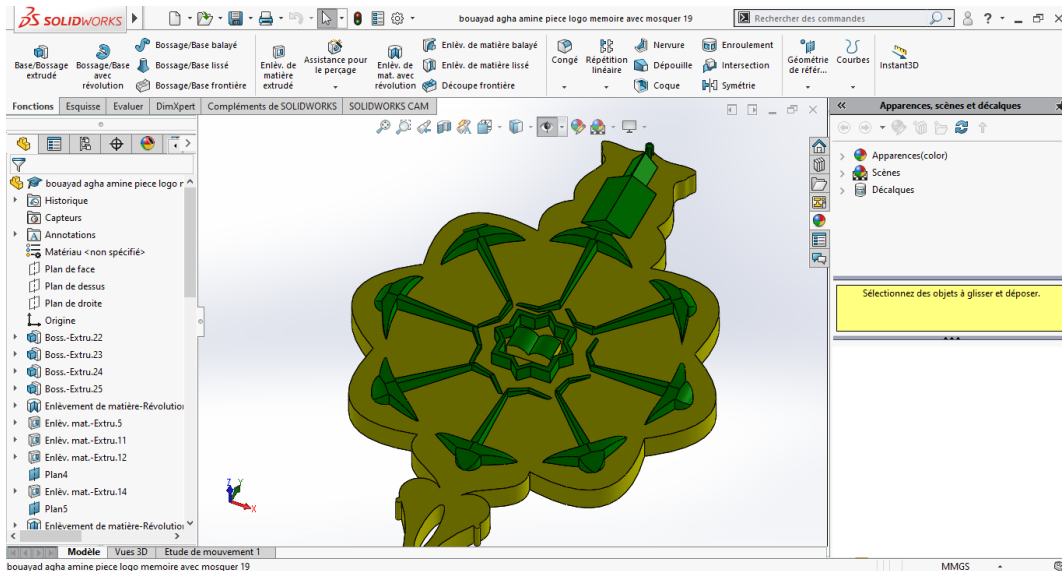 SOLIDWORKS
bouayad agha amine piece logo memoire avec mosquer 19
Rechercher des commandes
Base/Bossage extrudé
Bossage/Base avec révolution
Bossage/Base balayé
Bossage/Base lissé
Bossage/Base frontière
Enlèv. de matière extrudé
Assistance pour le perçage
Enlèv. de mat. avec révolution
Enlèv. de matière balayé
Enlèv. de matière lissé
Découpe frontière
Congé
Répétition linéaire
Nervure
Dépouille
Coque
Enroulement
Intersection
Symétrie
Géométrie de référ...
Courbes
Instant3D
Fonctions
Esquisse
Evaluer
DimXpert
Compléments de SOLIDWORKS
SOLIDWORKS CAM
Apparences, scènes et décalques
bouayad agha amine piece logo r
Historique
Capteurs
Annotations
Matériau <non spécifié>
Plan de face
Plan de dessus
Plan de droite
Origine
Boss.-Extru.22
Boss.-Extru.23
Boss.-Extru.24
Boss.-Extru.25
Enlèvement de matière-Révolution
Enlèv. mat.-Extru.5
Enlèv. mat.-Extru.11
Enlèv. mat.-Extru.12
Plan4
Enlèv. mat.-Extru.14
Plan5
Enlèvement de matière-Révolution
Apparences(color)
Scènes
Décalques
Sélectionnez des objets à glisser et déposer.
Z
Y
X
Modèle
Vues 3D
Etude de mouvement 1
bouayad agha amine piece logo memoire avec mosquer 19
MMGS